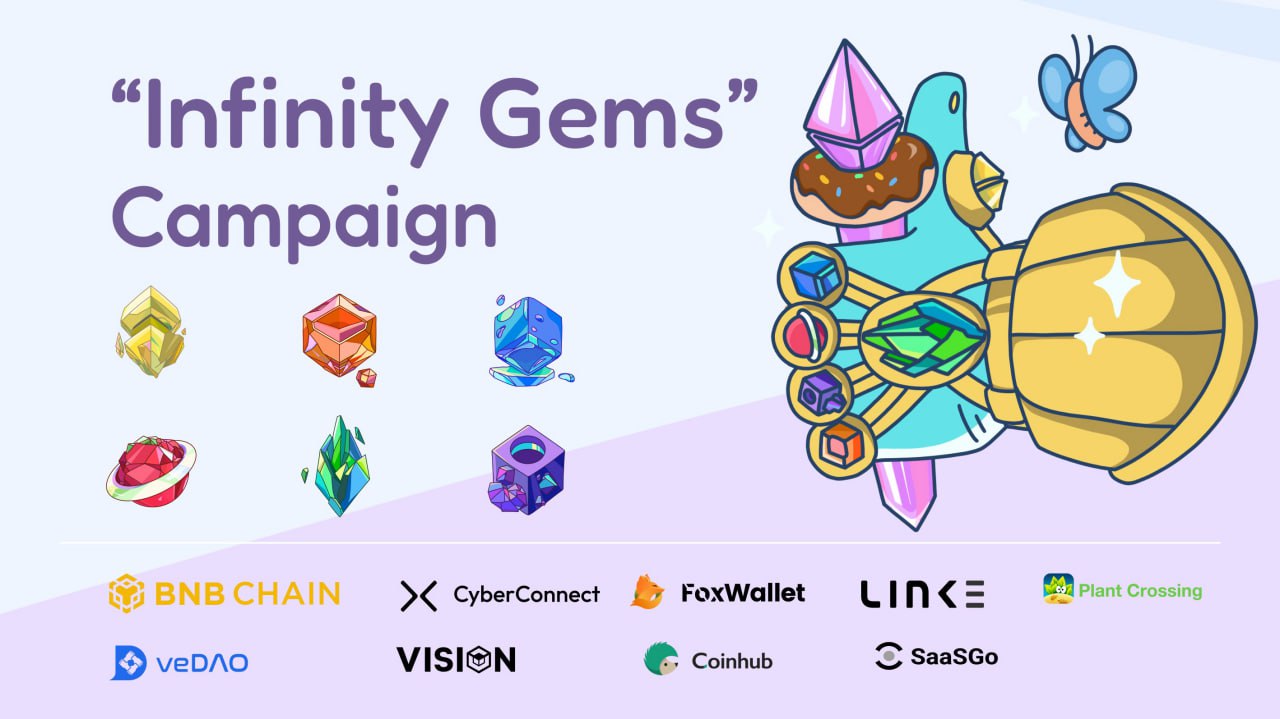 “Infinity Gems”
Campaign
BNB CHAIN
CyberConnect
FoxWallet
LINKE
Plant Crossing
veDAO
VISION
Coinhub
SaaSGo